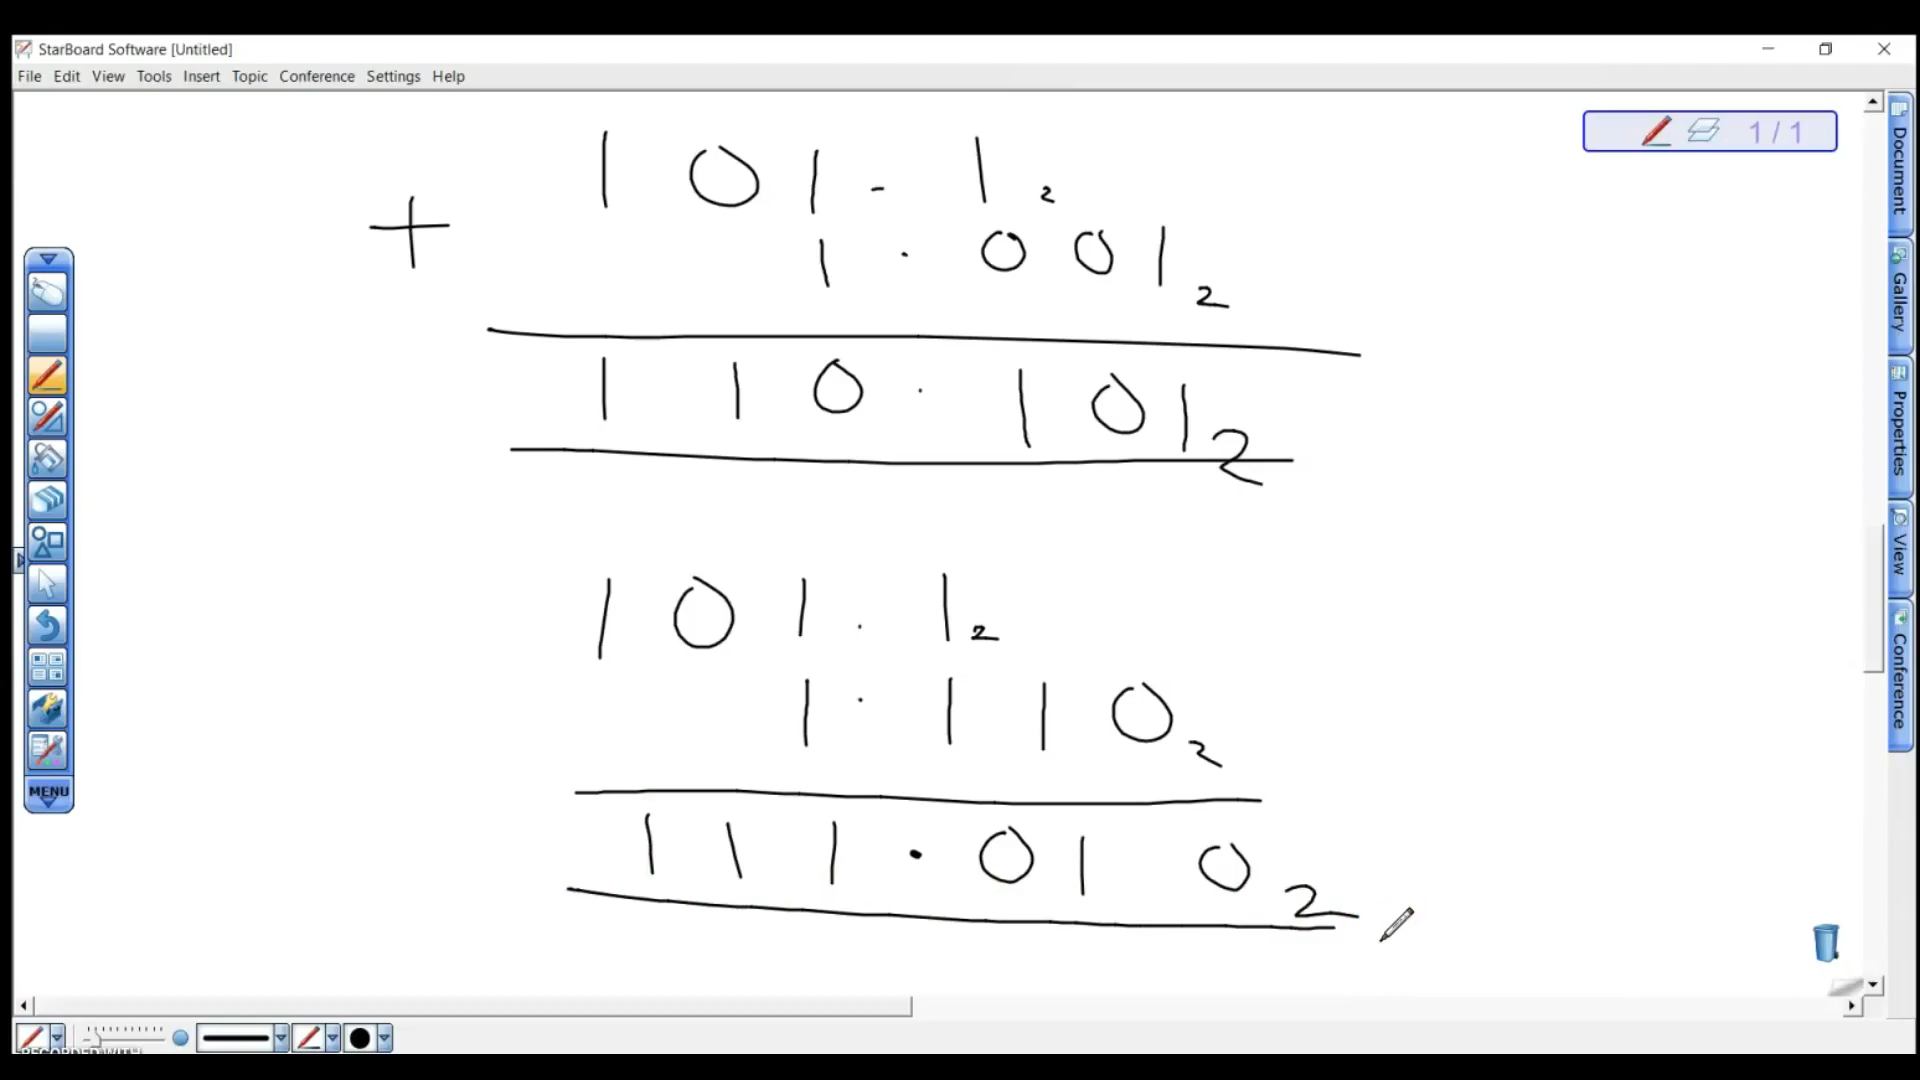 StarBoard Software [Untitled]
File Edit View Tools Insert Topic Conference Settings Help
1 / 1
Document
Gallery
Properties
View
Conference
101.1₂
+ 1.001₂
110.101₂
101.1₂
1.110₂
111.010₂
MENU